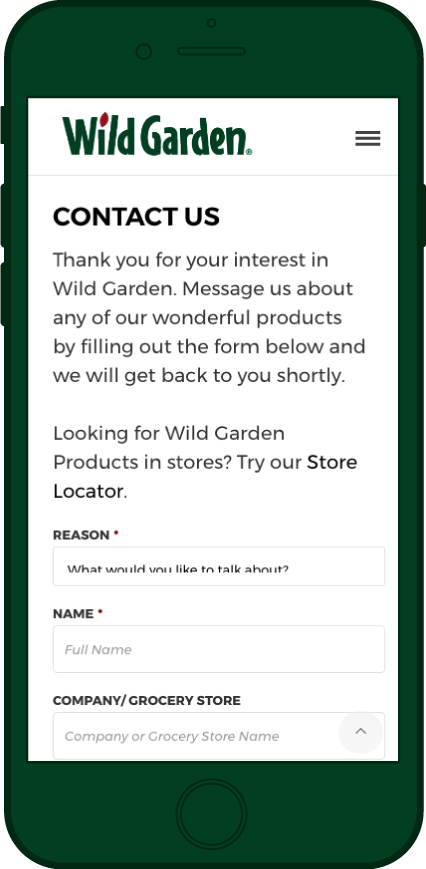 Wild Garden®
CONTACT US
Thank you for your interest in
Wild Garden. Message us about
any of our wonderful products
by filling out the form below and
we will get back to you shortly.
Looking for Wild Garden
Products in stores? Try our Store
Locator.
REASON *
What would you like to talk about?
NAME *
Full Name
COMPANY/ GROCERY STORE
Company or Grocery Store Name